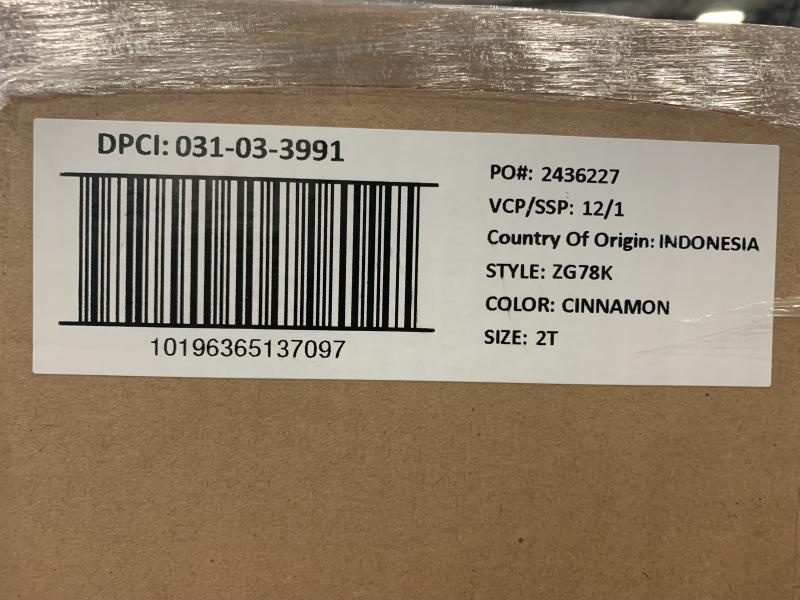 DPCI: 031-03-3991
10196365137097
PO#: 2436227
VCP/SSP: 12/1
Country Of Origin: INDONESIA
STYLE: ZG78K
COLOR: CINNAMON
SIZE: 2T